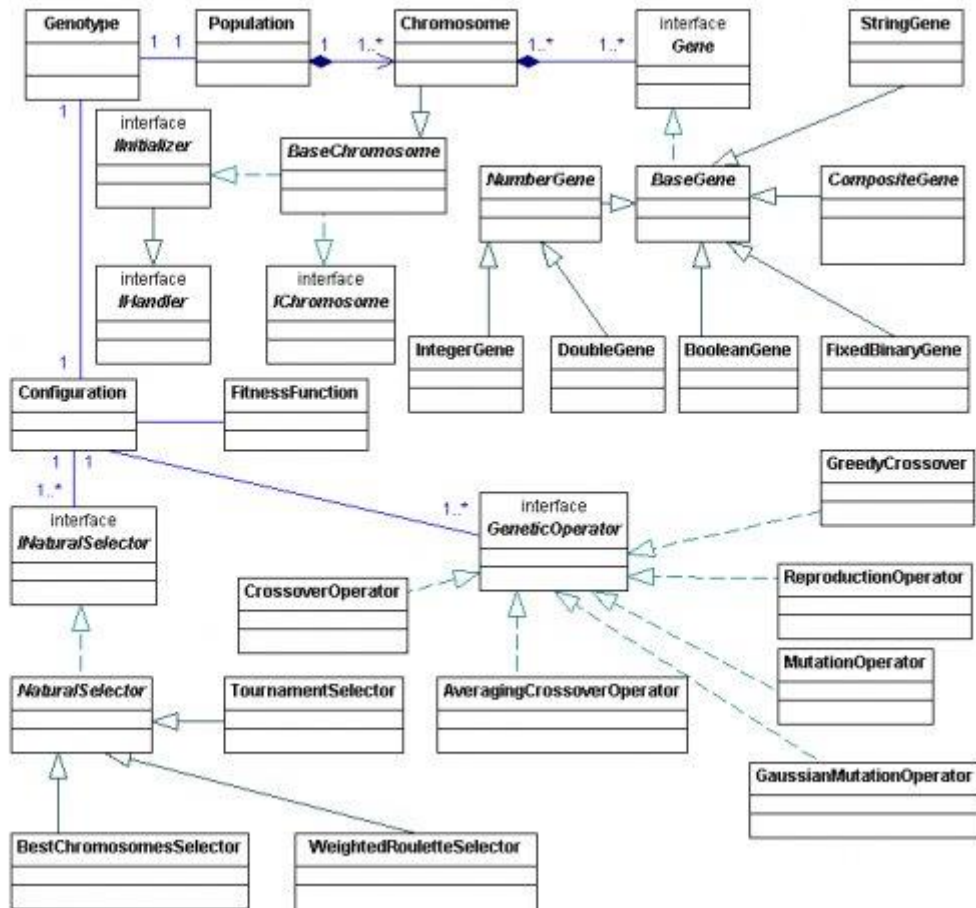 Genotype
Population
Chromosome
interface
Gene
StringGene
1
1
1
1..*
1..*
1..*
1
interface
IInitializer
BaseChromosome
NumberGene
BaseGene
CompositeGene
interface
IHandler
interface
IChromosome
IntegerGene
DoubleGene
BooleanGene
FixedBinaryGene
1
Configuration
FitnessFunction
1
1
1..*
1..*
GreedyCrossover
interface
INaturalSelector
interface
GeneticOperator
CrossoverOperator
ReproductionOperator
MutationOperator
NaturalSelector
TournamentSelector
AveragingCrossoverOperator
GaussianMutationOperator
BestChromosomesSelector
WeightedRouletteSelector